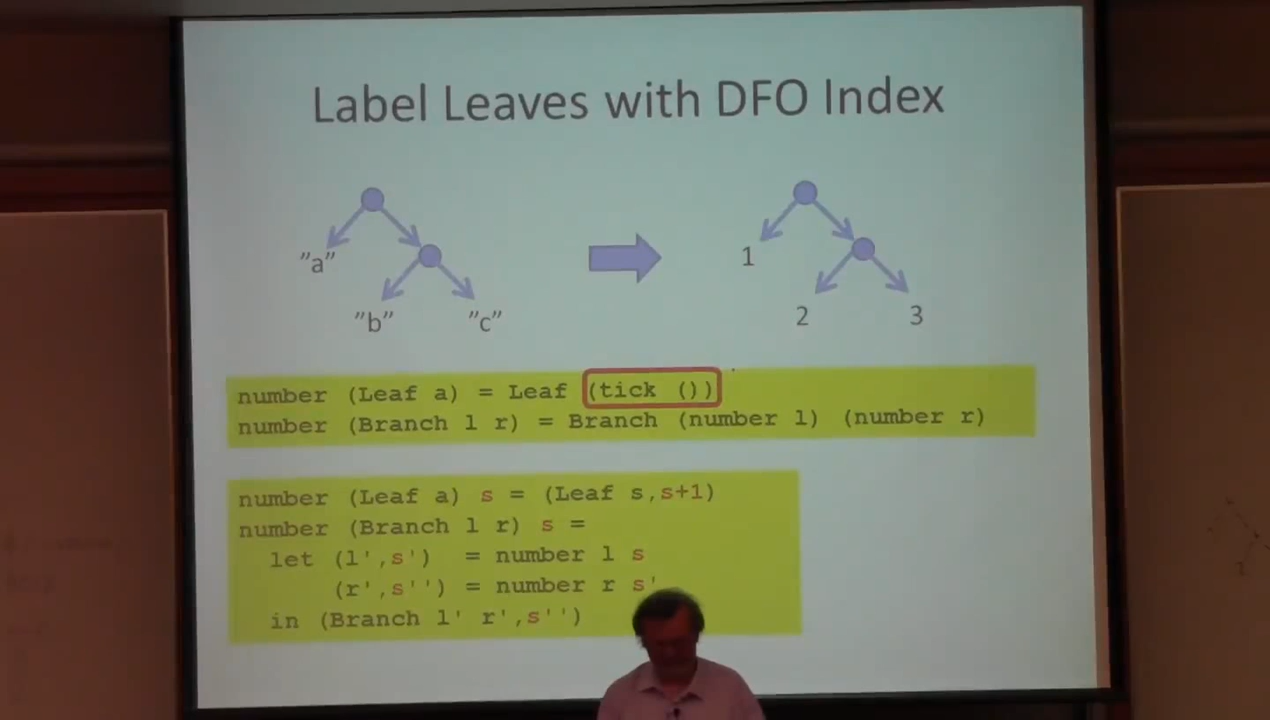 Label Leaves with DFO Index
"a"
"b" "c"
1
2 3
number (Leaf a) = Leaf (tick ())
number (Branch l r) = Branch (number l) (number r)
number (Leaf a) s = (Leaf s,s+1)
number (Branch l r) s =
let (l',s') = number l s
(r',s'') = number r s'
in (Branch l' r',s'')